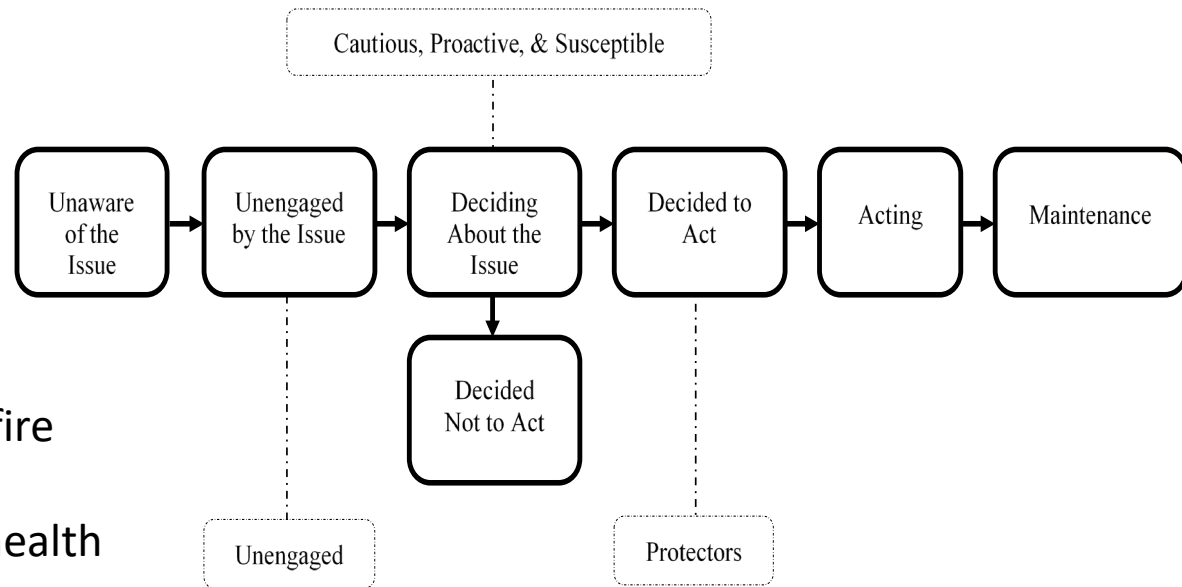 Cautious, Proactive, & Susceptible
Unaware
of the
Issue
Unengaged
by the Issue
Deciding
About the
Issue
Decided to
Act
Acting
Maintenance
Decided
Not to Act
fire
health
Unengaged
Protectors